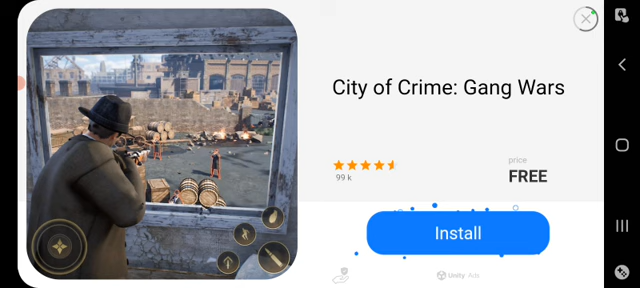 City of Crime: Gang Wars
price
99 k
FREE
Install
Unity Ads